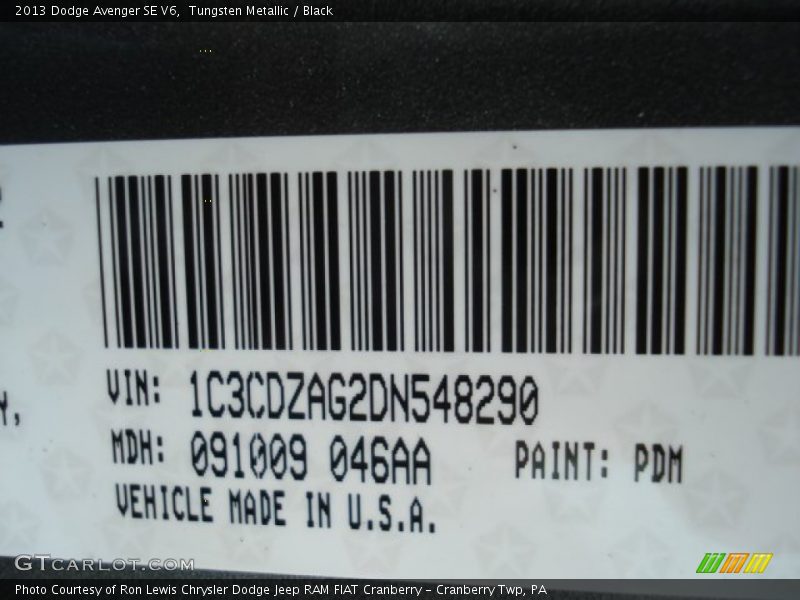 2013 Dodge Avenger SE V6,  Tungsten Metallic / Black
VIN: 1C3CDZAG2DN548290
MDH: 091009 046AA PAINT: PDM
VEHICLE MADE IN U.S.A.
GTCARLOT.COM
Photo Courtesy of Ron Lewis Chrysler Dodge Jeep RAM FIAT Cranberry – Cranberry Twp, PA